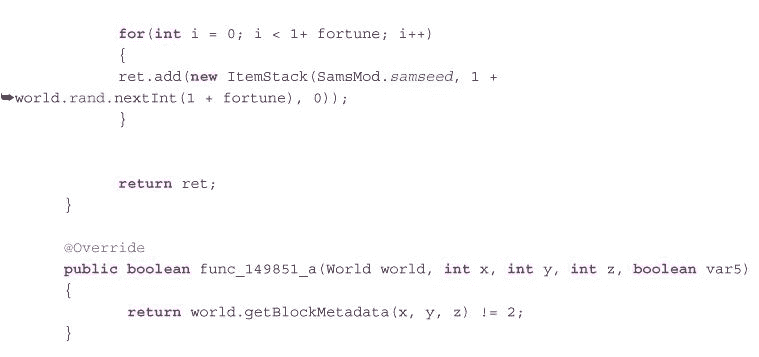 for(int i = 0; i < 1+ fortune; i++)
{
ret.add(new ItemStack(SamsMod.samseed, 1 +
➥world.rand.nextInt(1 + fortune), 0));
}
return ret;
}
@Override
public boolean func_149851_a(World world, int x, int y, int z, boolean var5)
{
return world.getBlockMetadata(x, y, z) != 2;
}